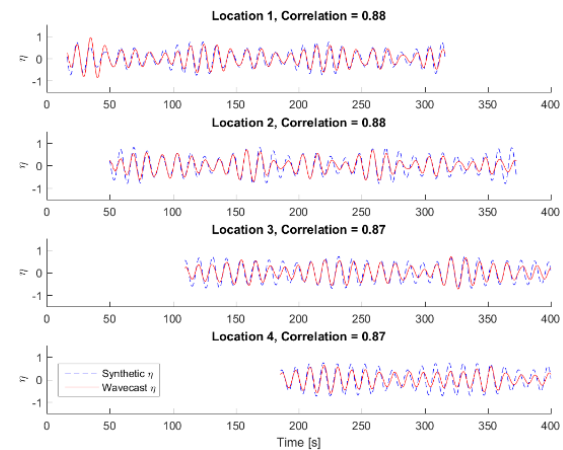 Location 1, Correlation = 0.88
1
0
-1
η
0 50 100 150 200 250 300 350 400
Location 2, Correlation = 0.88
1
0
-1
η
0 50 100 150 200 250 300 350 400
Location 3, Correlation = 0.87
1
0
-1
η
0 50 100 150 200 250 300 350 400
Location 4, Correlation = 0.87
1
0
-1
η
Synthetic η
Wavecast η
0 50 100 150 200 250 300 350 400
Time [s]